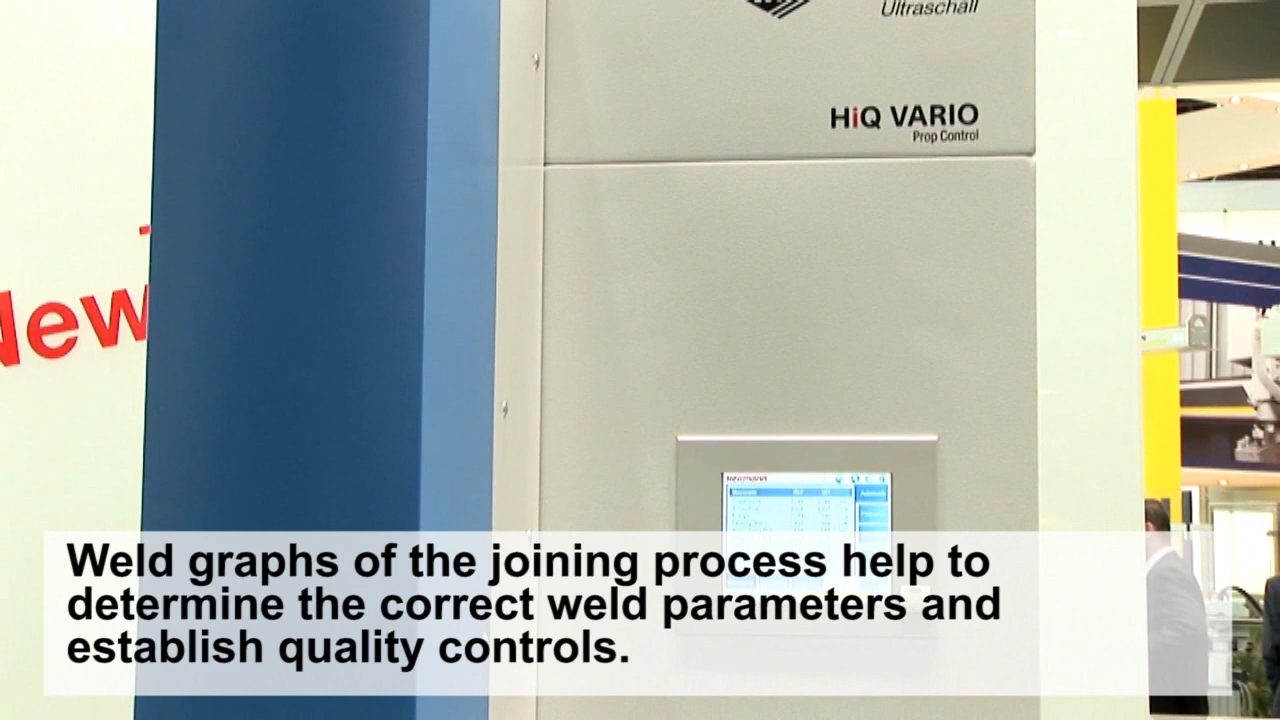 Ultraschall
HiQ VARIO
Prop Control
New
Herrmann
Weld graphs of the joining process help to
determine the correct weld parameters and
establish quality controls.